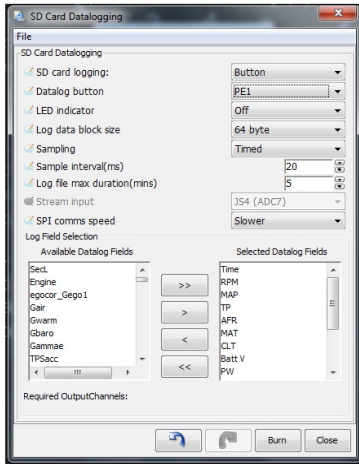 SD Card Datalogging
File
SD Card Datalogging
SD card logging: Button
Datalog button PE1
LED indicator Off
Log data block size 64 byte
Sampling Timed
Sample interval(ms) 20
Log file max duration(mins) 5
Stream input JS4 (ADC7)
SPI comms speed Slower
Log Field Selection
Available Datalog Fields Selected Datalog Fields
SecL
Engine
egocor_Gego1
Gair
Gwarm
Gbaro
Gammae
TPSacc
>>
>
<
<<
Time
RPM
MAP
TP
AFR
MAT
CLT
Batt V
PW
Required OutputChannels:
Burn Close